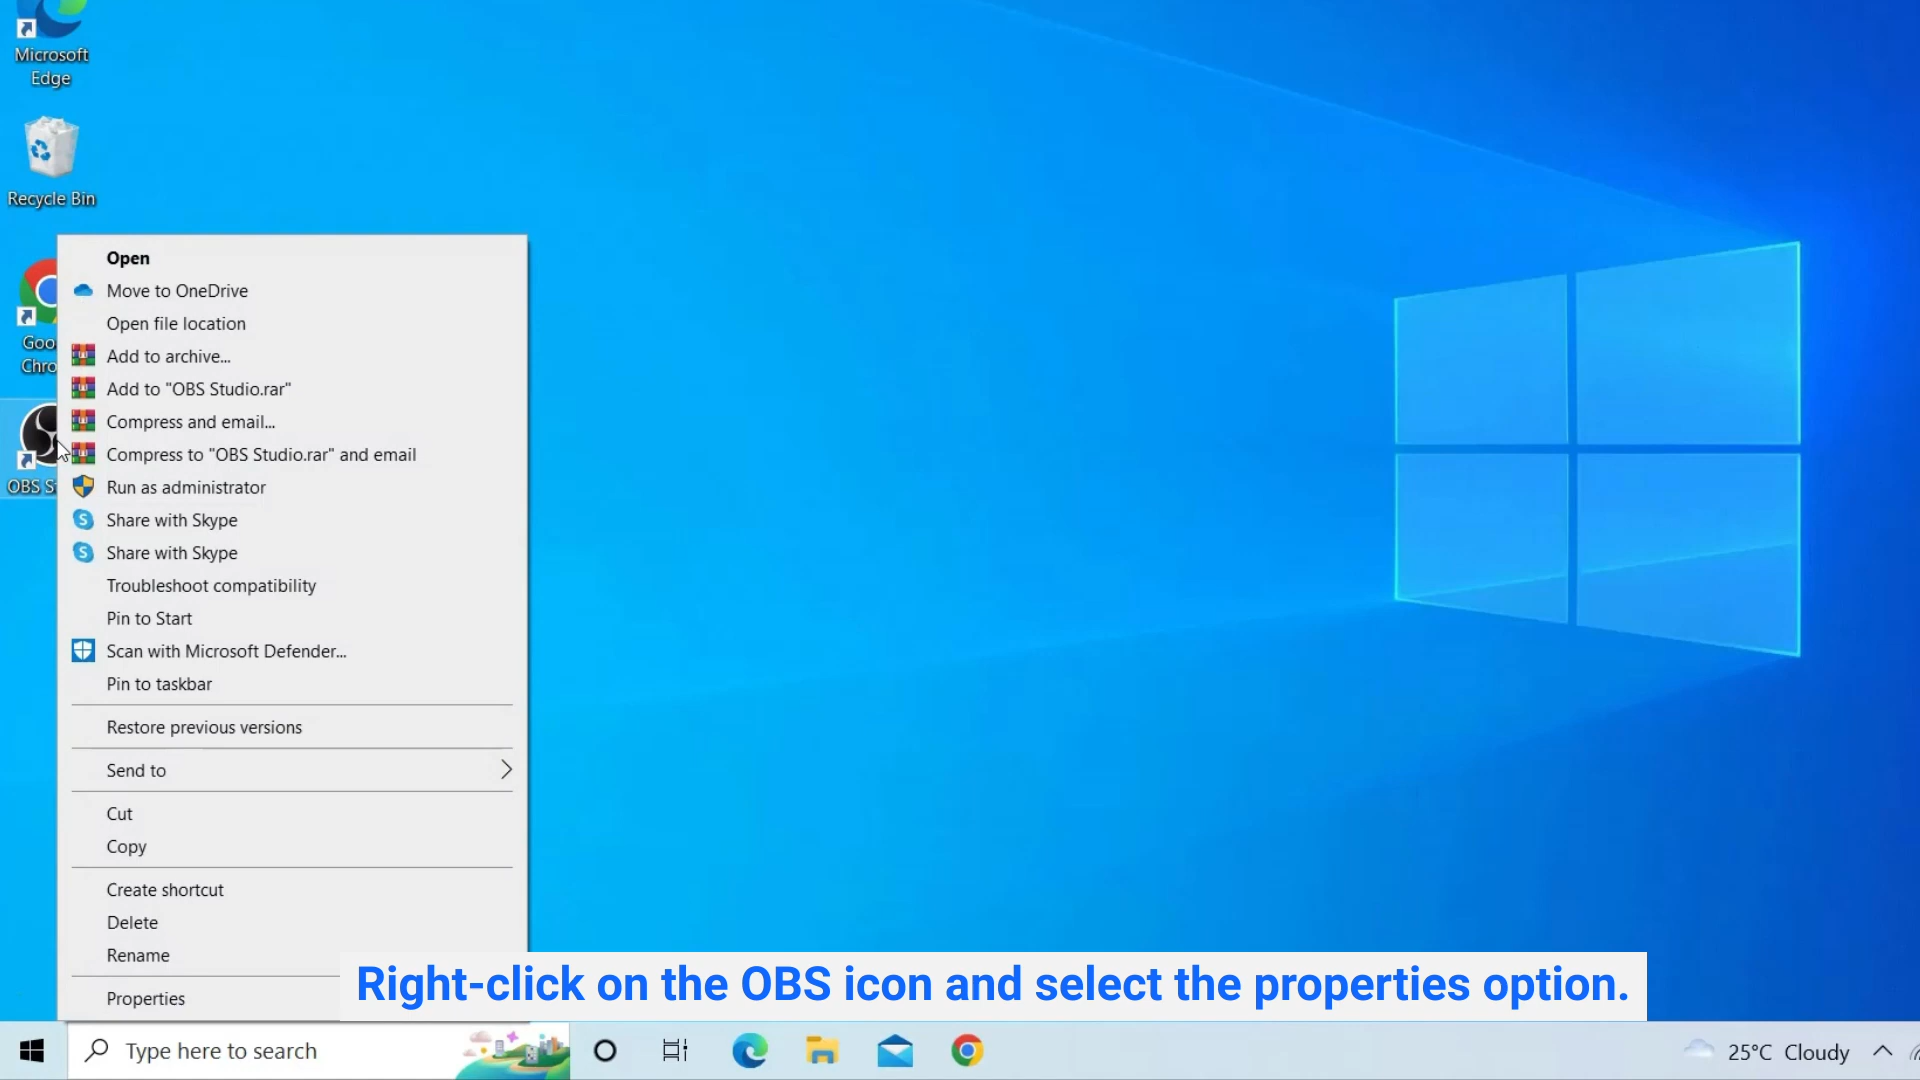 Microsoft
Edge
Recycle Bin
Goo
Chro
OBS S
Open
Move to OneDrive
Open file location
Add to archive...
Add to "OBS Studio.rar"
Compress and email...
Compress to "OBS Studio.rar" and email
Run as administrator
Share with Skype
Share with Skype
Troubleshoot compatibility
Pin to Start
Scan with Microsoft Defender...
Pin to taskbar
Restore previous versions
Send to
Cut
Copy
Create shortcut
Delete
Rename
Properties
Right-click on the OBS icon and select the properties option.
Type here to search
25°C Cloudy